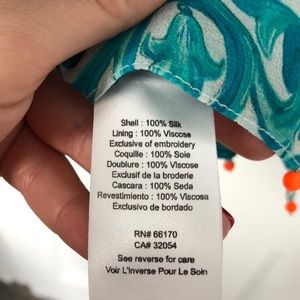 Shell : 100% Silk
Lining : 100% Viscose
Exclusive of embroidery
Coquille : 100% Soie
Doublure : 100% Viscose
Exclusif de la broderie
Cascara : 100% Seda
Revestimiento : 100% Viscosa
Exclusivo de bordado
RN# 66170
CA# 32054
See reverse for care
Voir L'Inverse Pour Le Soin